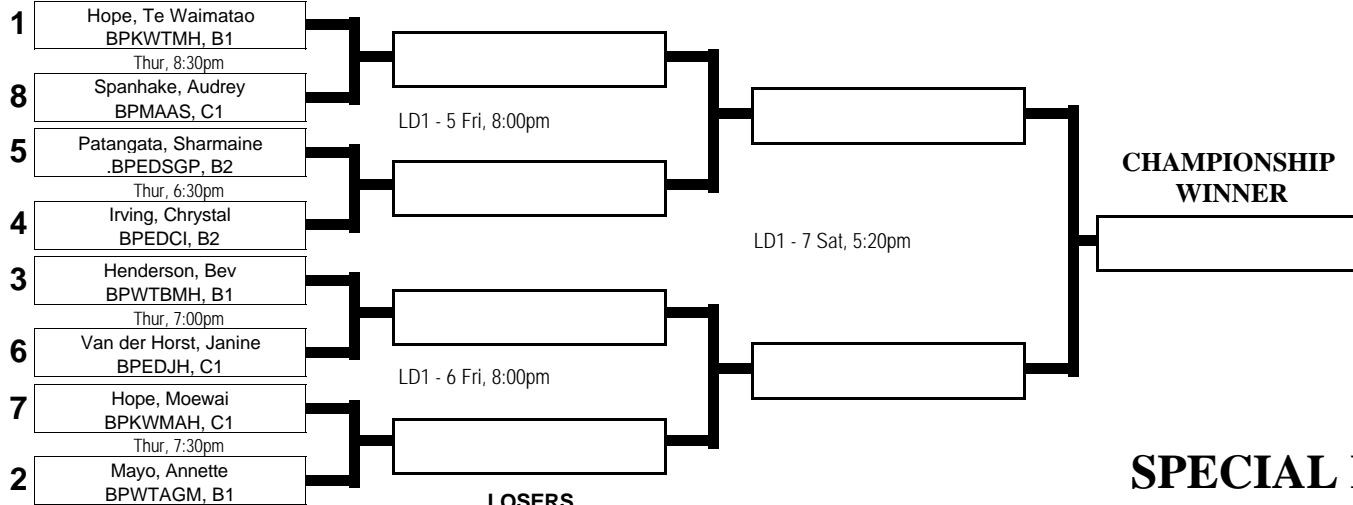 1
Hope, Te Waimatao
BPKWTMH, B1
Thur, 8:30pm
8
Spanhake, Audrey
BPMAAS, C1
LD1 - 5 Fri, 8:00pm
5
Patangata, Sharmaine
.BPEDSGP, B2
Thur, 6:30pm
4
Irving, Chrystal
BPEDCI, B2
CHAMPIONSHIP
WINNER
LD1 - 7 Sat, 5:20pm
3
Henderson, Bev
BPWTBMH, B1
Thur, 7:00pm
6
Van der Horst, Janine
BPEDJH, C1
LD1 - 6 Fri, 8:00pm
7
Hope, Moewai
BPKWMAH, C1
Thur, 7:30pm
2
Mayo, Annette
BPWTAGM, B1
SPECIAL
LOSERS